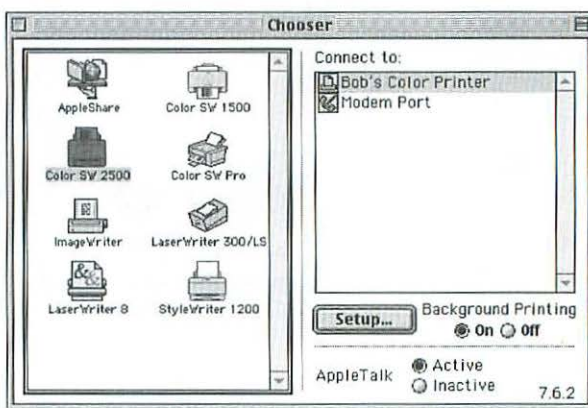 Chooser
AppleShare
Color SW 1500
Color SW 2500
Color SW Pro
ImageWriter
LaserWriter 300/LS
LaserWriter 8
StyleWriter 1200
Connect to:
Bob's Color Printer
Modem Port
Setup...
Background Printing
On Off
AppleTalk
Active
Inactive
7.6.2